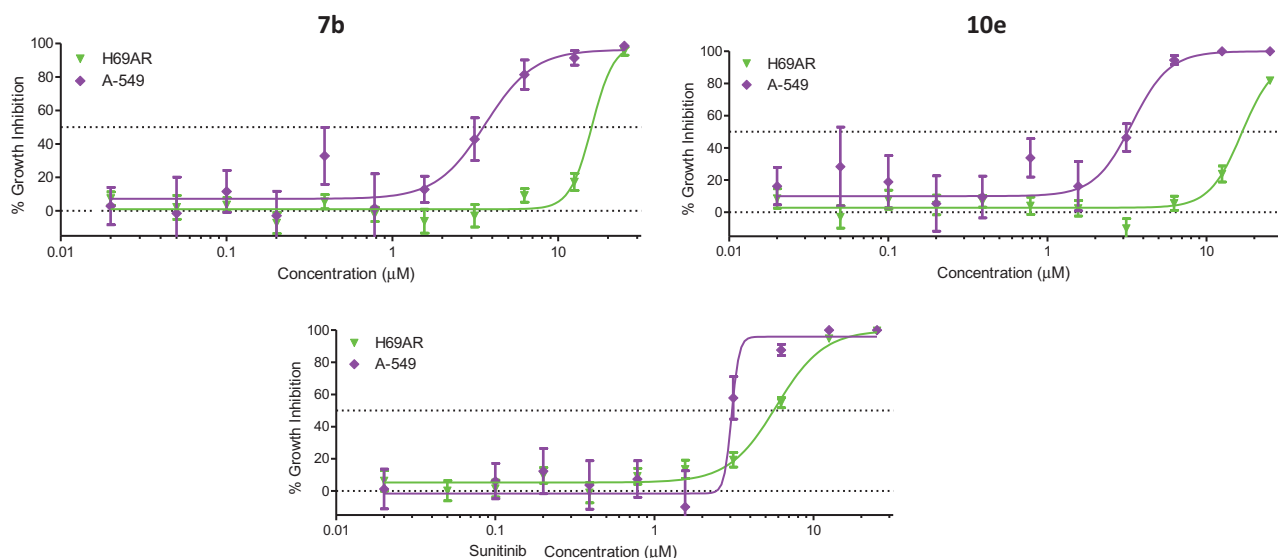 7b
% Growth Inhibition
100
80
60
40
20
0
H69AR
A-549
0.01
0.1
1
10
Concentration (μM)
10e
% Growth Inhibition
100
80
60
40
20
0
H69AR
A-549
0.01
0.1
1
10
Concentration (μM)
% Growth Inhibition
100
80
60
40
20
0
H69AR
A-549
0.01
0.1
1
10
Sunitinib Concentration (μM)